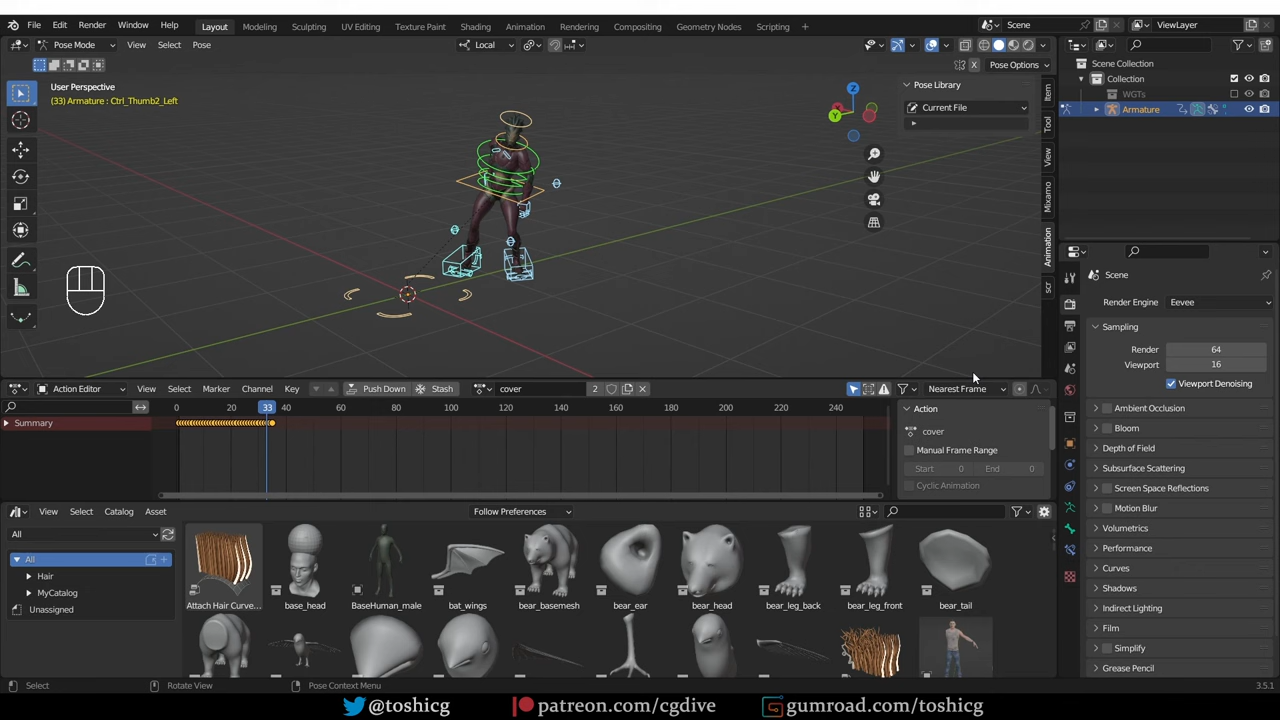 File Edit Render Window Help Layout Modeling Sculpting UV Editing Texture Paint Shading Animation Rendering Compositing Geometry Nodes Scripting + Scene ViewLayer
Pose Mode View Select Pose Local
X Pose Options Scene Collection
Collection
User Perspective
(33) Armature : Ctrl_Thumb2_Left
WGTs
Armature
Pose Library
Current File
Z
Y
Item
Tool
View
Mixamo
Animation
scr
Scene
Render Engine Eevee
Sampling
Render 64
Viewport 16
Viewport Denoising
Ambient Occlusion
Bloom
Depth of Field
Subsurface Scattering
Screen Space Reflections
Motion Blur
Volumetrics
Performance
Curves
Shadows
Indirect Lighting
Film
Simplify
Grease Pencil
Action Editor View Select Marker Channel Key Push Down Stash cover 2 Nearest Frame
0 20 33 40 60 80 100 120 140 160 180 200 220 240
Summary
Action
cover
Manual Frame Range
Start 0 End 0
Cyclic Animation
View Select Catalog Asset Follow Preferences
All
All
Hair
MyCatalog
Unassigned
Attach Hair Curve... base_head BaseHuman_male bat_wings bear_basemesh bear_ear bear_head bear_leg_back bear_leg_front bear_tail
Select Rotate View Pose Context Menu 3.5.1
@toshicg patreon.com/cgdive gumroad.com/toshicg